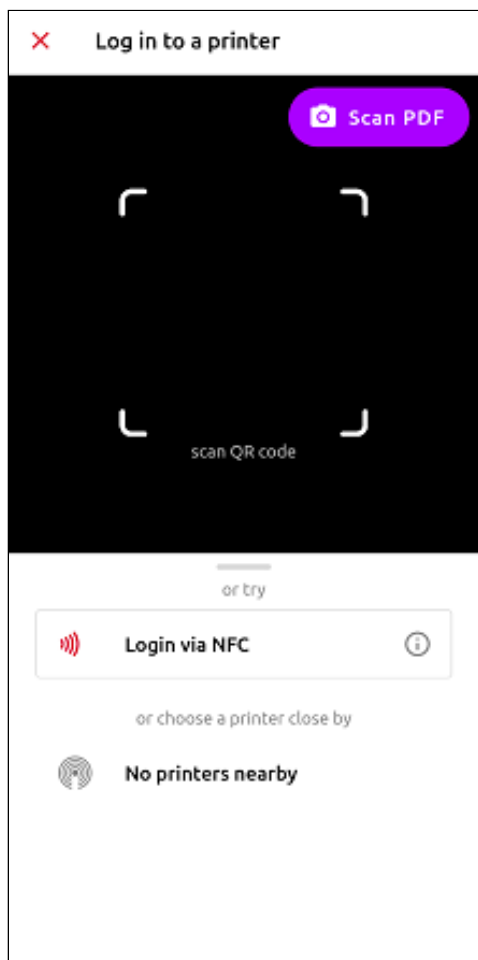 Log in to a printer
Scan PDF
scan QR code
or try
Login via NFC
or choose a printer close by
No printers nearby